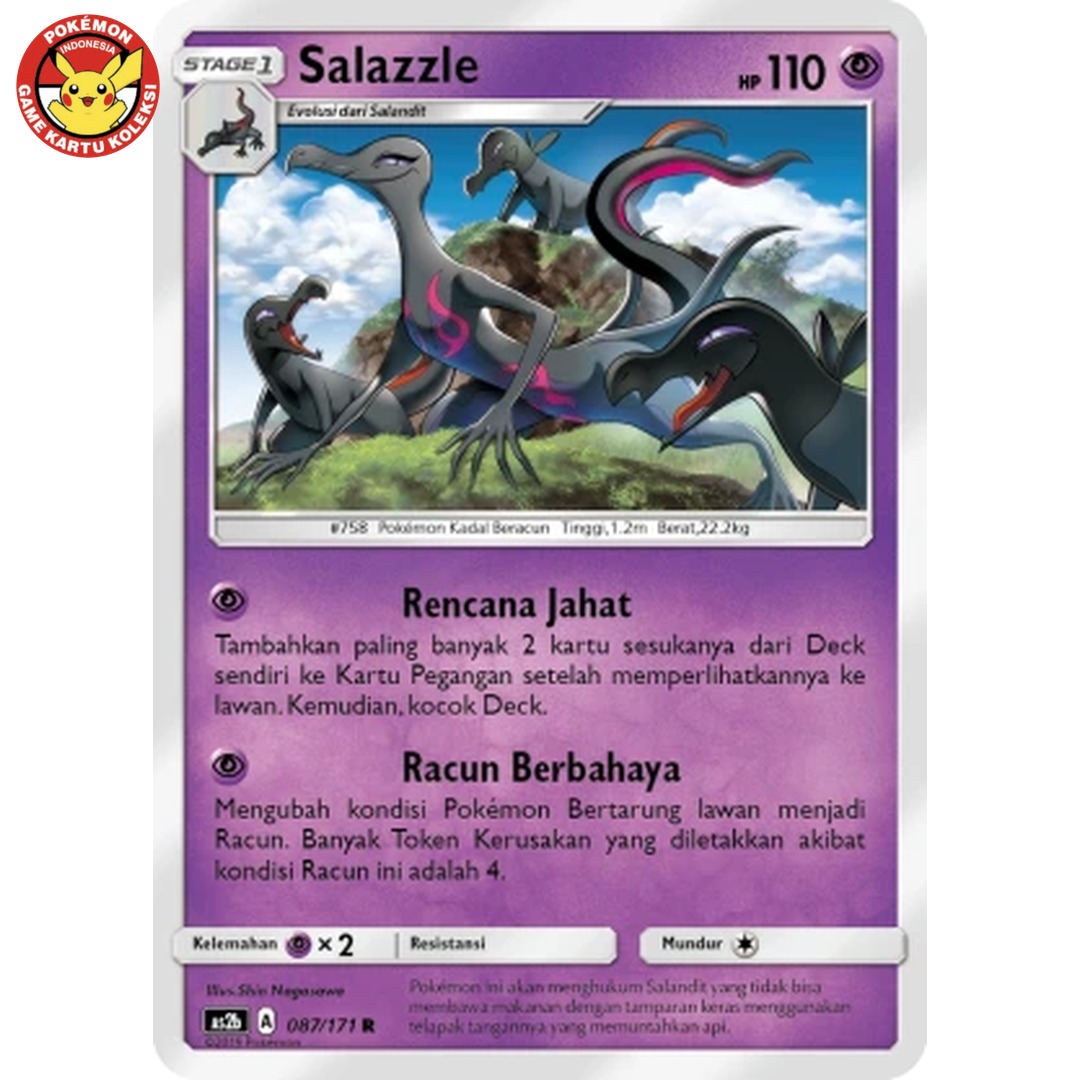 POKÉMON
INDONESIA
GAME KARTU KOLEKSI
STAGE 1
Salazzle
HP 110
Evolusi dari Salandit
#758 Pokémon Kadal Beracun Tinggi,1.2m Berat,22.2kg
Rencana Jahat
Tambahkan paling banyak 2 kartu sesukanya dari Deck
sendiri ke Kartu Pegangan setelah memperlihatkannya ke
lawan. Kemudian, kocok Deck.
Racun Berbahaya
Mengubah kondisi Pokémon Bertarung lawan menjadi
Racun. Banyak Token Kerusakan yang diletakkan akibat
kondisi Racun ini adalah 4.
Kelemahan ×2 Resistansi Mundur
Illus.Shin Nagasawa
Pokémon ini akan menghukum Salandit yang tidak bisa
membawa makanan dengan tamparan keras menggunakan
telapak tangannya yang memuntahkan api.
as2b A 087/171 R
©2019 Pokémon